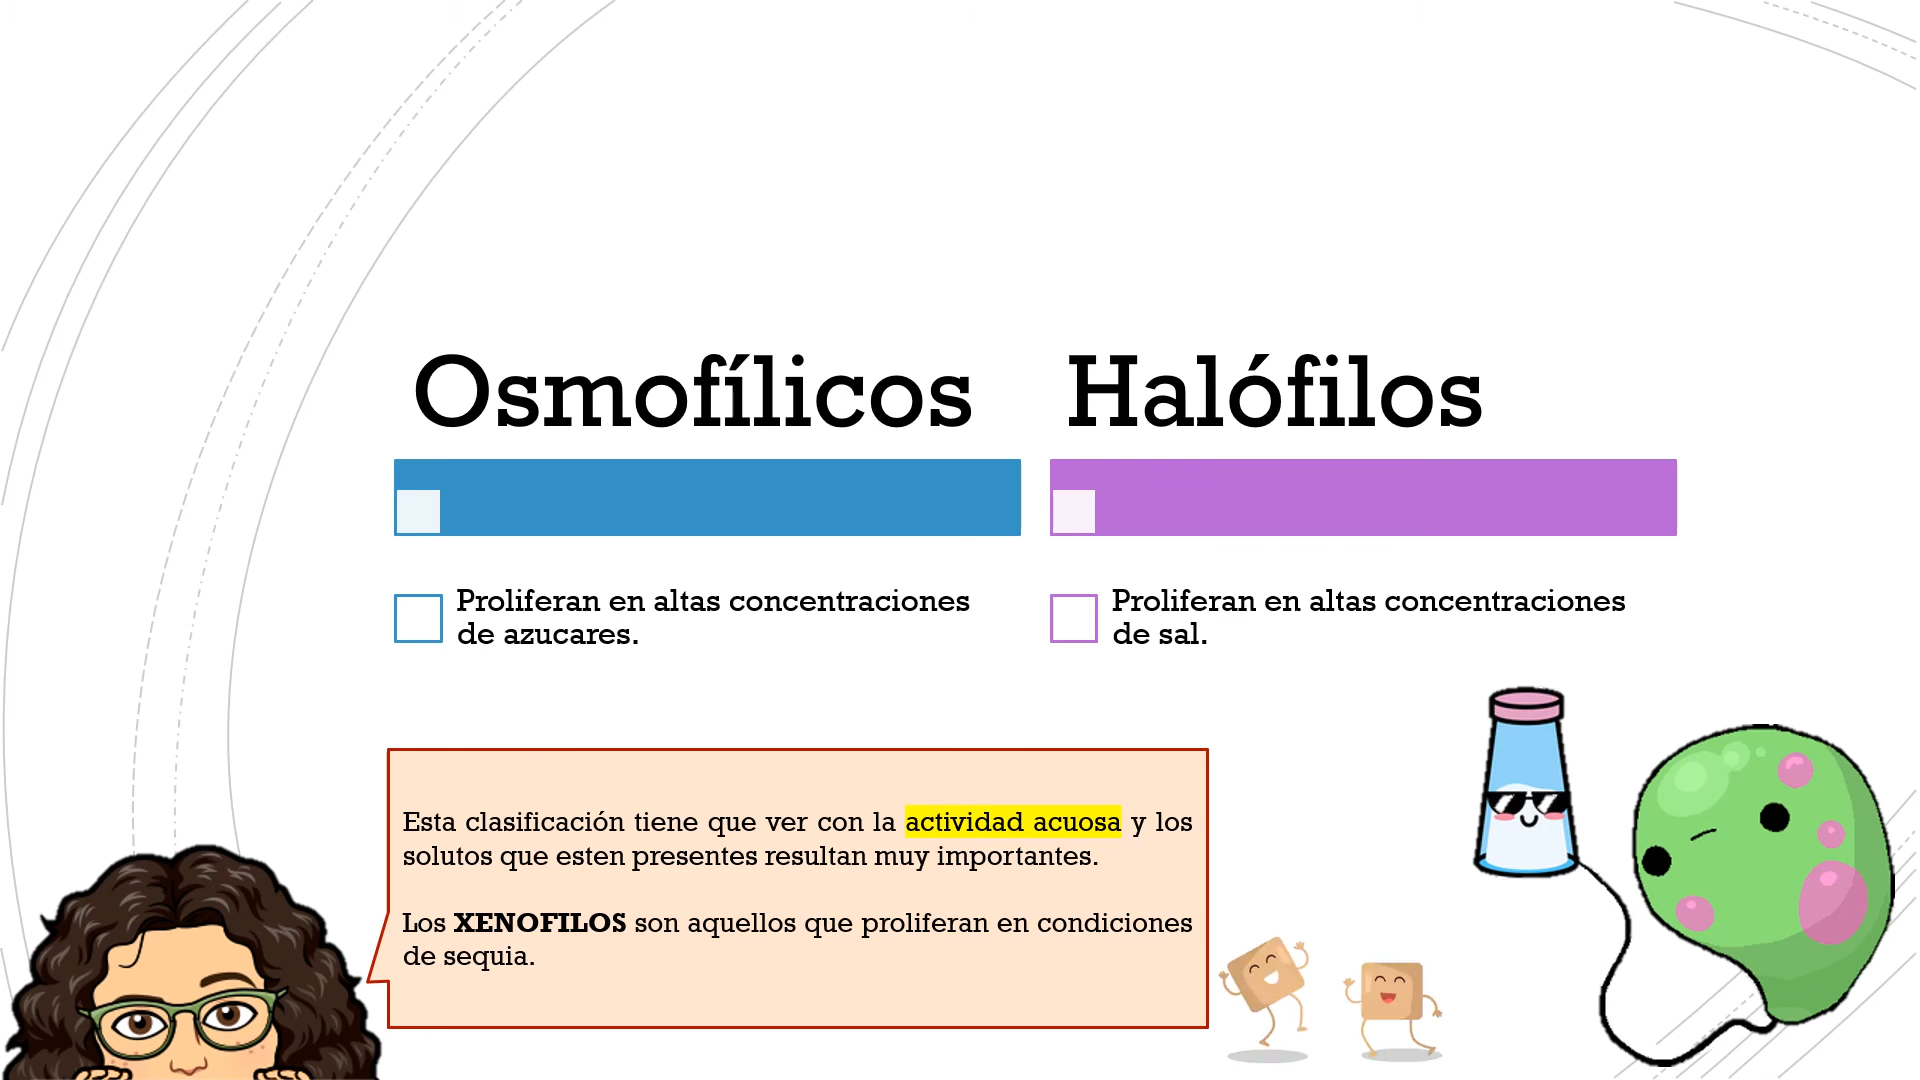 Osmofílicos
Halófilos
Proliferan en altas concentraciones
de azucares.
Proliferan en altas concentraciones
de sal.
Esta clasificación tiene que ver con la actividad acuosa y los
solutos que esten presentes resultan muy importantes.
Los XENOFILOS son aquellos que proliferan en condiciones
de sequia.